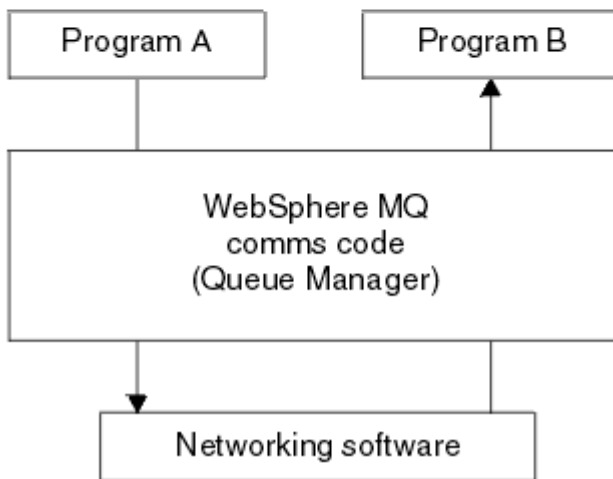 Program A
Program B
WebSphere MQ
comms code
(Queue Manager)
Networking software